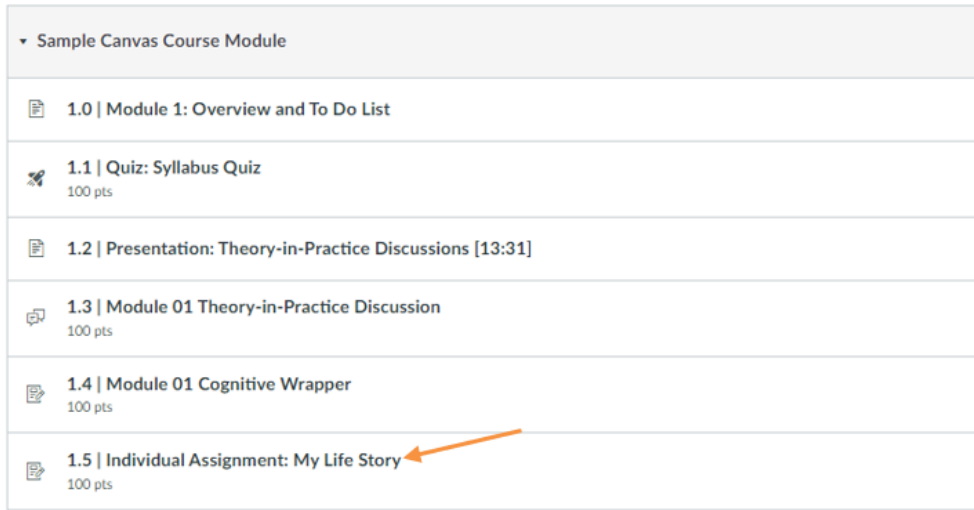 Sample Canvas Course Module
1.0 | Module 1: Overview and To Do List
1.1 | Quiz: Syllabus Quiz
100 pts
1.2 | Presentation: Theory-in-Practice Discussions [13:31]
1.3 | Module 01 Theory-in-Practice Discussion
100 pts
1.4 | Module 01 Cognitive Wrapper
100 pts
1.5 | Individual Assignment: My Life Story
100 pts